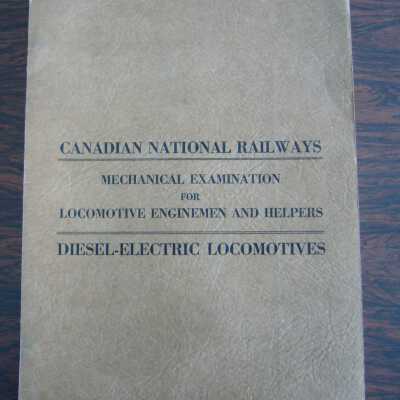 CANADIAN NATIONAL RAILWAYS
MECHANICAL EXAMINATION
FOR
LOCOMOTIVE ENGINEMEN AND HELPERS
DIESEL-ELECTRIC LOCOMOTIVES